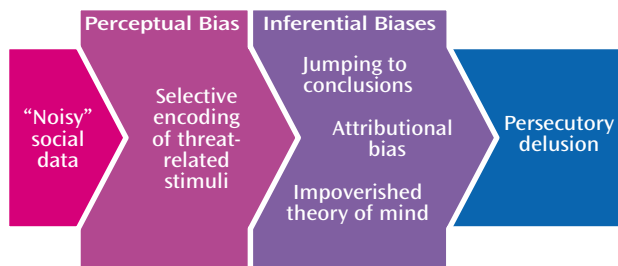 Perceptual Bias
Inferential Biases
“Noisy”
social
data
Selective
encoding
of threat-
related
stimuli
Jumping to
conclusions
Attributional
bias
Impoverished
theory of mind
Persecutory
delusion